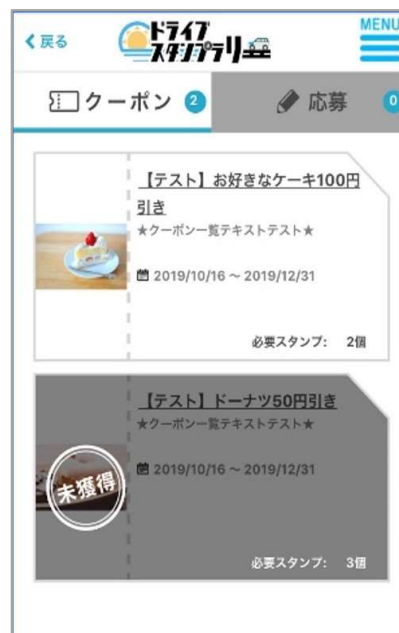 戻る
ドライブ
スタンプラリー
MENU
クーポン 2
応募 0
【テスト】お好きなケーキ100円
引き
★クーポン一覧テキストテスト★
2019/10/16 ～ 2019/12/31
必要スタンプ: 2個
【テスト】ドーナツ50円引き
★クーポン一覧テキストテスト★
未獲得
2019/10/16 ～ 2019/12/31
必要スタンプ: 3個